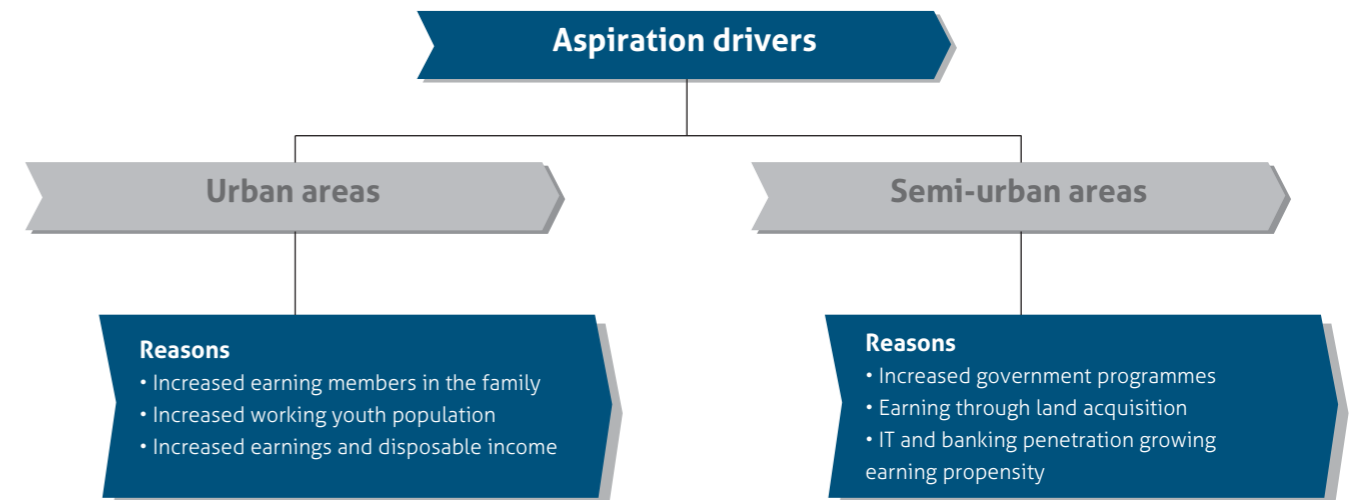 Aspiration drivers
Urban areas
Semi-urban areas
Reasons
• Increased earning members in the family
• Increased working youth population
• Increased earnings and disposable income
Reasons
• Increased government programmes
• Earning through land acquisition
• IT and banking penetration growing
earning propensity